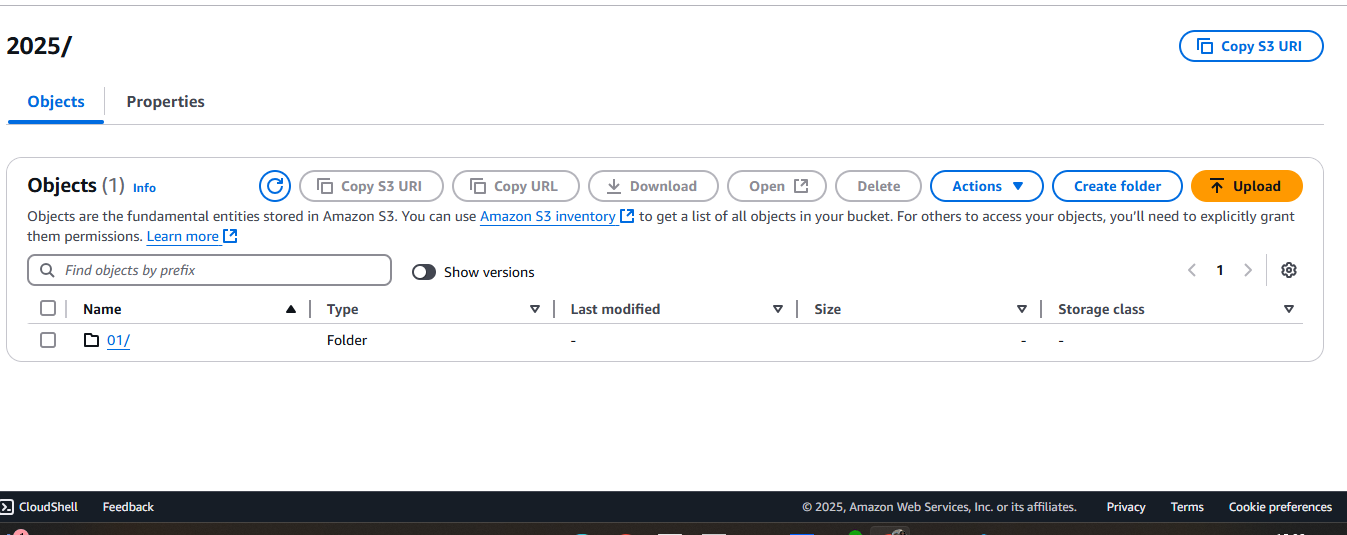 2025/
Copy S3 URI
Objects
Properties
Objects (1) Info
Copy S3 URI
Copy URL
Download
Open
Delete
Actions
Create folder
Upload
Objects are the fundamental entities stored in Amazon S3. You can use Amazon S3 inventory to get a list of all objects in your bucket. For others to access your objects, you’ll need to explicitly grant
them permissions. Learn more
Find objects by prefix
Show versions
1
Name Type Last modified Size Storage class
01/ Folder - - -
CloudShell Feedback © 2025, Amazon Web Services, Inc. or its affiliates. Privacy Terms Cookie preferences